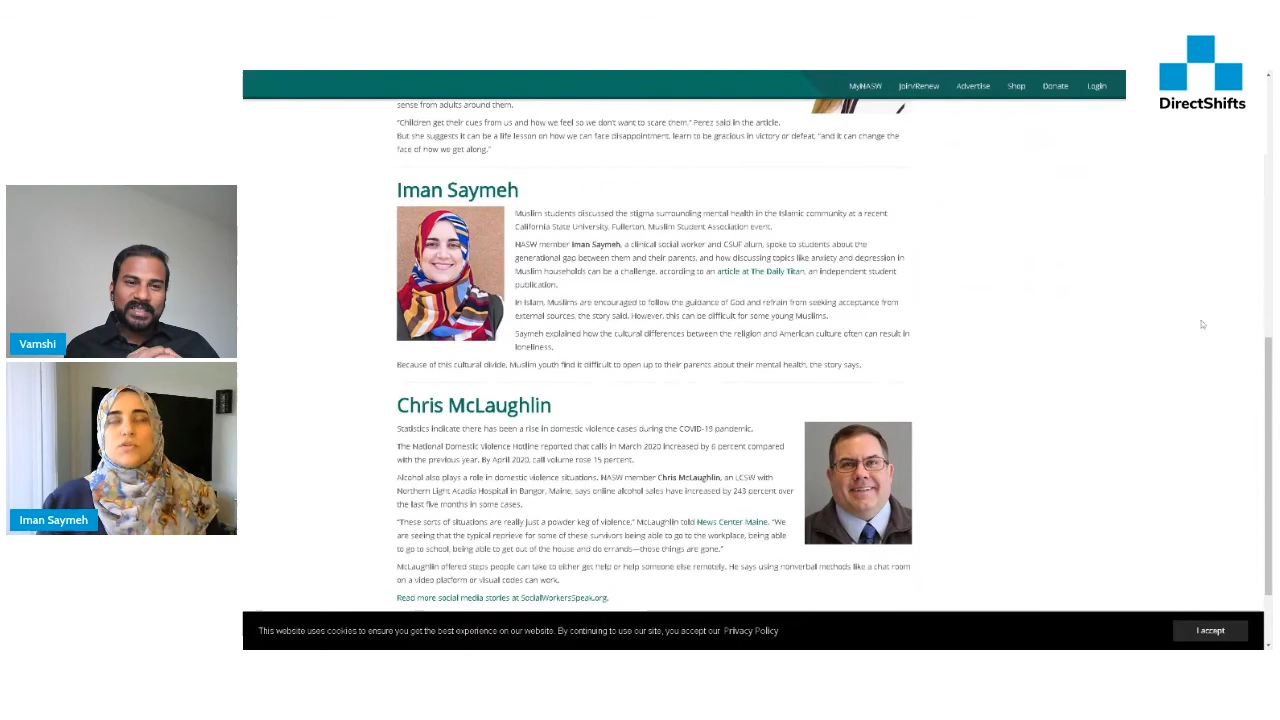 MyNASW Join/Renew Advertise Shop Donate Login
DirectShifts
sense from adults around them.
“Children get their cues from us and how we feel so we don’t want to scare them,” Perez said in the article.
But she suggests it can be a life lesson on how we can face disappointment, learn to be gracious in victory or defeat, “and it can change the
face of how we get along.”
Iman Saymeh
Muslim students discussed the stigma surrounding mental health in the Islamic community at a recent
California State University, Fullerton, Muslim Student Association event.
NASW member Iman Saymeh, a clinical social worker and CSUF alum, spoke to students about the
generational gap between them and their parents, and how discussing topics like anxiety and depression in
Muslim households can be a challenge, according to an article at The Daily Titan, an independent student
publication.
In Islam, Muslims are encouraged to follow the guidance of God and refrain from seeking acceptance from
external sources, the story said. However, this can be difficult for some young Muslims.
Saymeh explained how the cultural differences between the religion and American culture often can result in
loneliness.
Because of this cultural divide, Muslim youth find it difficult to open up to their parents about their mental health, the story says.
Chris McLaughlin
Statistics indicate there has been a rise in domestic violence cases during the COVID-19 pandemic.
The National Domestic Violence Hotline reported that calls in March 2020 increased by 6 percent compared
with the previous year. By April 2020, call volume rose 15 percent.
Alcohol also plays a role in domestic violence situations. NASW member Chris McLaughlin, an LCSW with
Northern Light Acadia Hospital in Bangor, Maine, says online alcohol sales have increased by 243 percent over
the last five months in some cases.
“These sorts of situations are really just a powder keg of violence,” McLaughlin told News Center Maine. “We
are seeing that the typical reprieve for some of these survivors being able to go to the workplace, being able
to go to school, being able to get out of the house and do errands—those things are gone.”
McLaughlin offered steps people can take to either get help or help someone else remotely. He says using nonverbal methods like a chat room
on a video platform or visual codes can work.
Read more social media stories at SocialWorkersSpeak.org.
This website uses cookies to ensure you get the best experience on our website. By continuing to use our site, you accept our Privacy Policy
I accept
Vamshi
Iman Saymeh